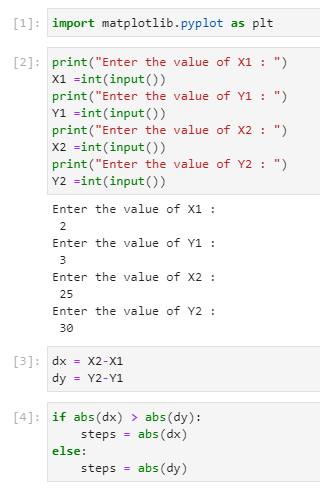 [1]: import matplotlib.pyplot as plt
[2]: print("Enter the value of X1 : ")
X1 =int(input())
print("Enter the value of Y1 : ")
Y1 =int(input())
print("Enter the value of X2 : ")
X2 =int(input())
print("Enter the value of Y2 : ")
Y2 =int(input())
Enter the value of X1 :
2
Enter the value of Y1 :
3
Enter the value of X2 :
25
Enter the value of Y2 :
30
[3]: dx = X2-X1
dy = Y2-Y1
[4]: if abs(dx) > abs(dy):
    steps = abs(dx)
else:
    steps = abs(dy)